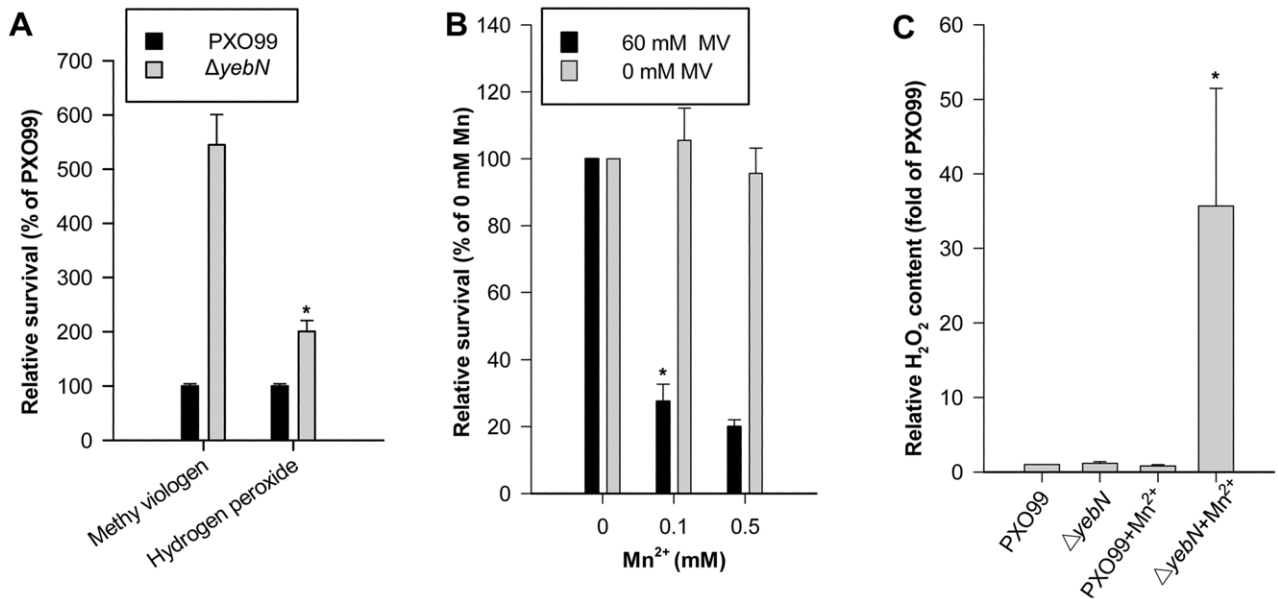 A
PXO99
ΔyebN
Relative survival (% of PXO99)
700
600
500
400
300
200
100
0
Methy viologen
Hydrogen peroxide
*
B
60 mM MV
0 mM MV
Relative survival (% of 0 mM Mn)
140
120
100
80
60
40
20
0
*
0
0.1
0.5
Mn²⁺ (mM)
C
Relative H₂O₂ content (fold of PXO99)
60
50
40
30
20
10
0
*
PXO99
△yebN
PXO99+Mn²⁺
△yebN+Mn²⁺